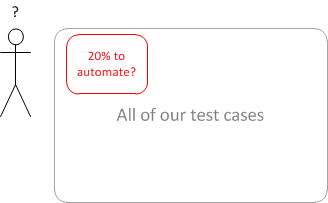 ?
20% to
automate?
All of our test cases